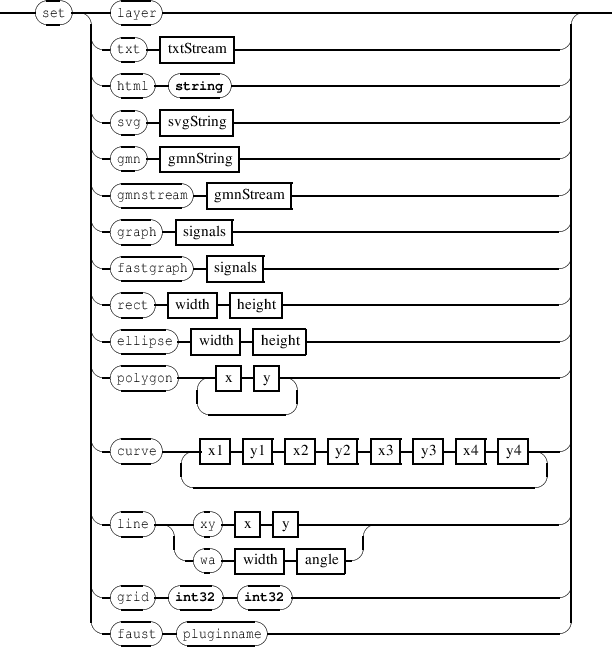 set layer
txt txtStream
html string
svg svgString
gmn gmnString
gmnstream gmnStream
graph signals
fastgraph signals
rect width height
ellipse width height
polygon x y
curve x1 y1 x2 y2 x3 y3 x4 y4
line xy x y
wa width angle
grid int32 int32
faust pluginname